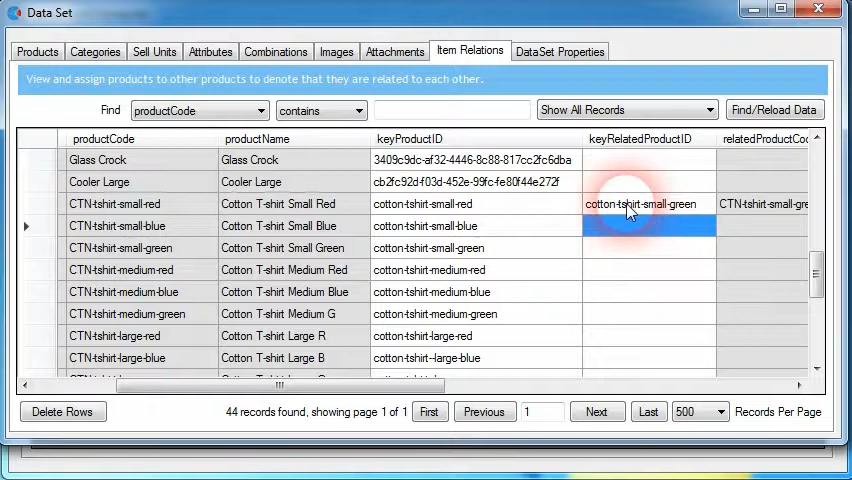 Data Set
Products Categories Sell Units Attributes Combinations Images Attachments Item Relations DataSet Properties
View and assign products to other products to denote that they are related to each other.
Find productCode contains Show All Records Find/Reload Data
productCode productName keyProductID keyRelatedProductID relatedProductCo
Glass Crock Glass Crock 3409c9dc-af32-4446-8c88-817cc2fc6dba
Cooler Large Cooler Large cb2fc92d-f03d-452e-99fc-fe80f44e272f
CTN-tshirt-small-red Cotton T-shirt Small Red cotton-tshirt-small-red cotton-tshirt-small-green CTN-tshirt-small-gre
CTN-tshirt-small-blue Cotton T-shirt Small Blue cotton-tshirt-small-blue
CTN-tshirt-small-green Cotton T-shirt Small Green cotton-tshirt-small-green
CTN-tshirt-medium-red Cotton T-shirt Medium Red cotton-tshirt-medium-red
CTN-tshirt-medium-blue Cotton T-shirt Medium Blue cotton-tshirt-medium-blue
CTN-tshirt-medium-green Cotton T-shirt Medium G cotton-tshirt-medium-green
CTN-tshirt-large-red Cotton T-shirt Large R cotton-tshirt-large-red
CTN-tshirt-large-blue Cotton T-shirt Large B cotton-tshirt--large-blue
Delete Rows 44 records found, showing page 1 of 1 First Previous 1 Next Last 500 Records Per Page